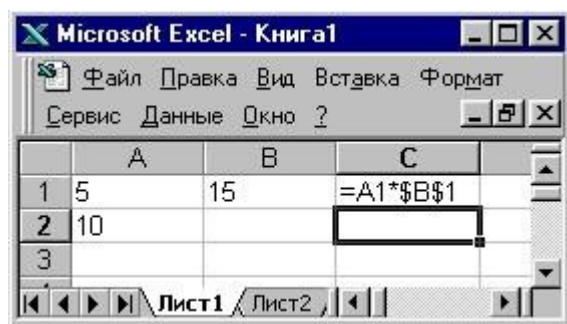 Microsoft Excel - Книга1
Файл Правка Вид Вставка Формат
Сервис Данные Окно ?
A B C
1 5 15 =A1*$B$1
2 10
3
Лист1 Лист2